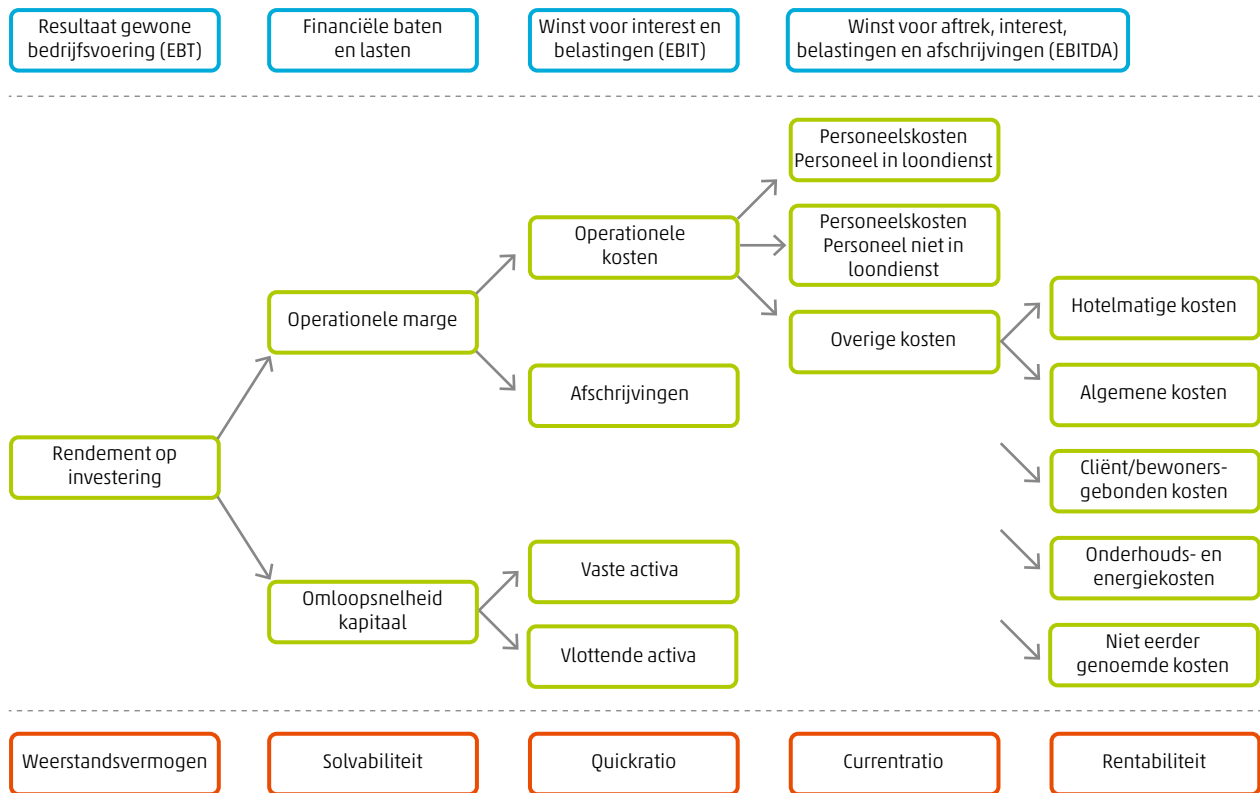 Resultaat gewone
bedrijfsvoering (EBT)
Financiële baten
en lasten
Winst voor interest en
belastingen (EBIT)
Winst voor aftrek, interest,
belastingen en afschrijvingen (EBITDA)
Personeelskosten
Personeel in loondienst
Operationele
kosten
Personeelskosten
Personeel niet in
loondienst
Operationele marge
Overige kosten
Hotelmatige kosten
Afschrijvingen
Algemene kosten
Rendement op
investering
Cliënt/bewoners-
gebonden kosten
Vaste activa
Onderhouds- en
energiekosten
Omloopsnelheid
kapitaal
Vlottende activa
Niet eerder
genoemde kosten
Weerstandsvermogen
Solvabiliteit
Quickratio
Currentratio
Rentabiliteit